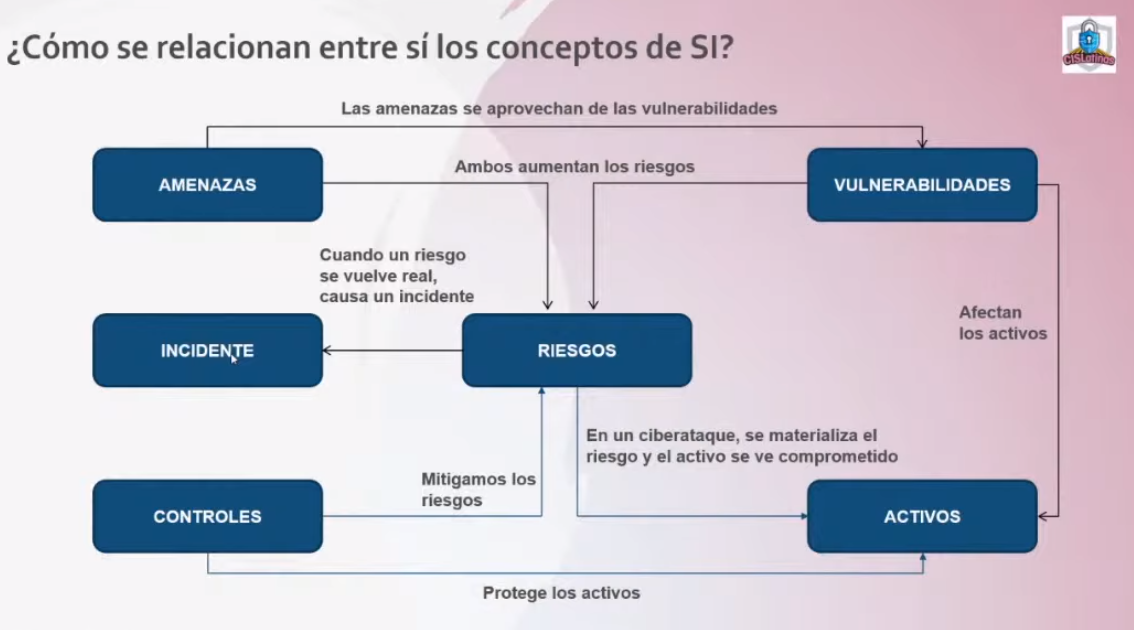 ¿Cómo se relacionan entre sí los conceptos de SI?
CISLatinos
Las amenazas se aprovechan de las vulnerabilidades
AMENAZAS
Ambos aumentan los riesgos
VULNERABILIDADES
Cuando un riesgo
se vuelve real,
causa un incidente
Afectan
los activos
INCIDENTE
RIESGOS
En un ciberataque, se materializa el
riesgo y el activo se ve comprometido
Mitigamos los
riesgos
CONTROLES
ACTIVOS
Protege los activos